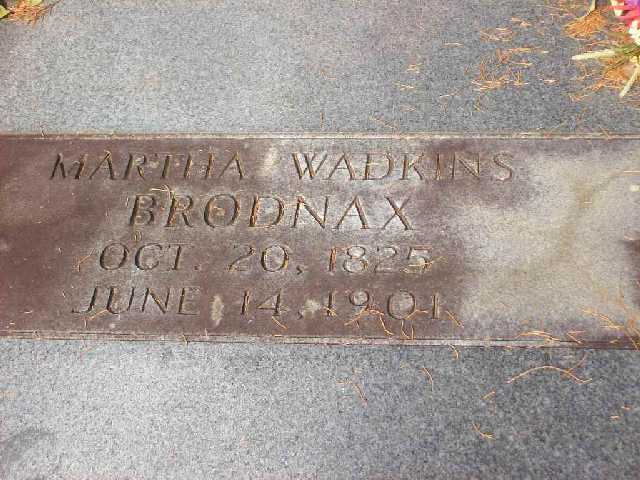 MARTHA WADKINS
BRODNAX
OCT. 20, 1825
JUNE 14, 1901